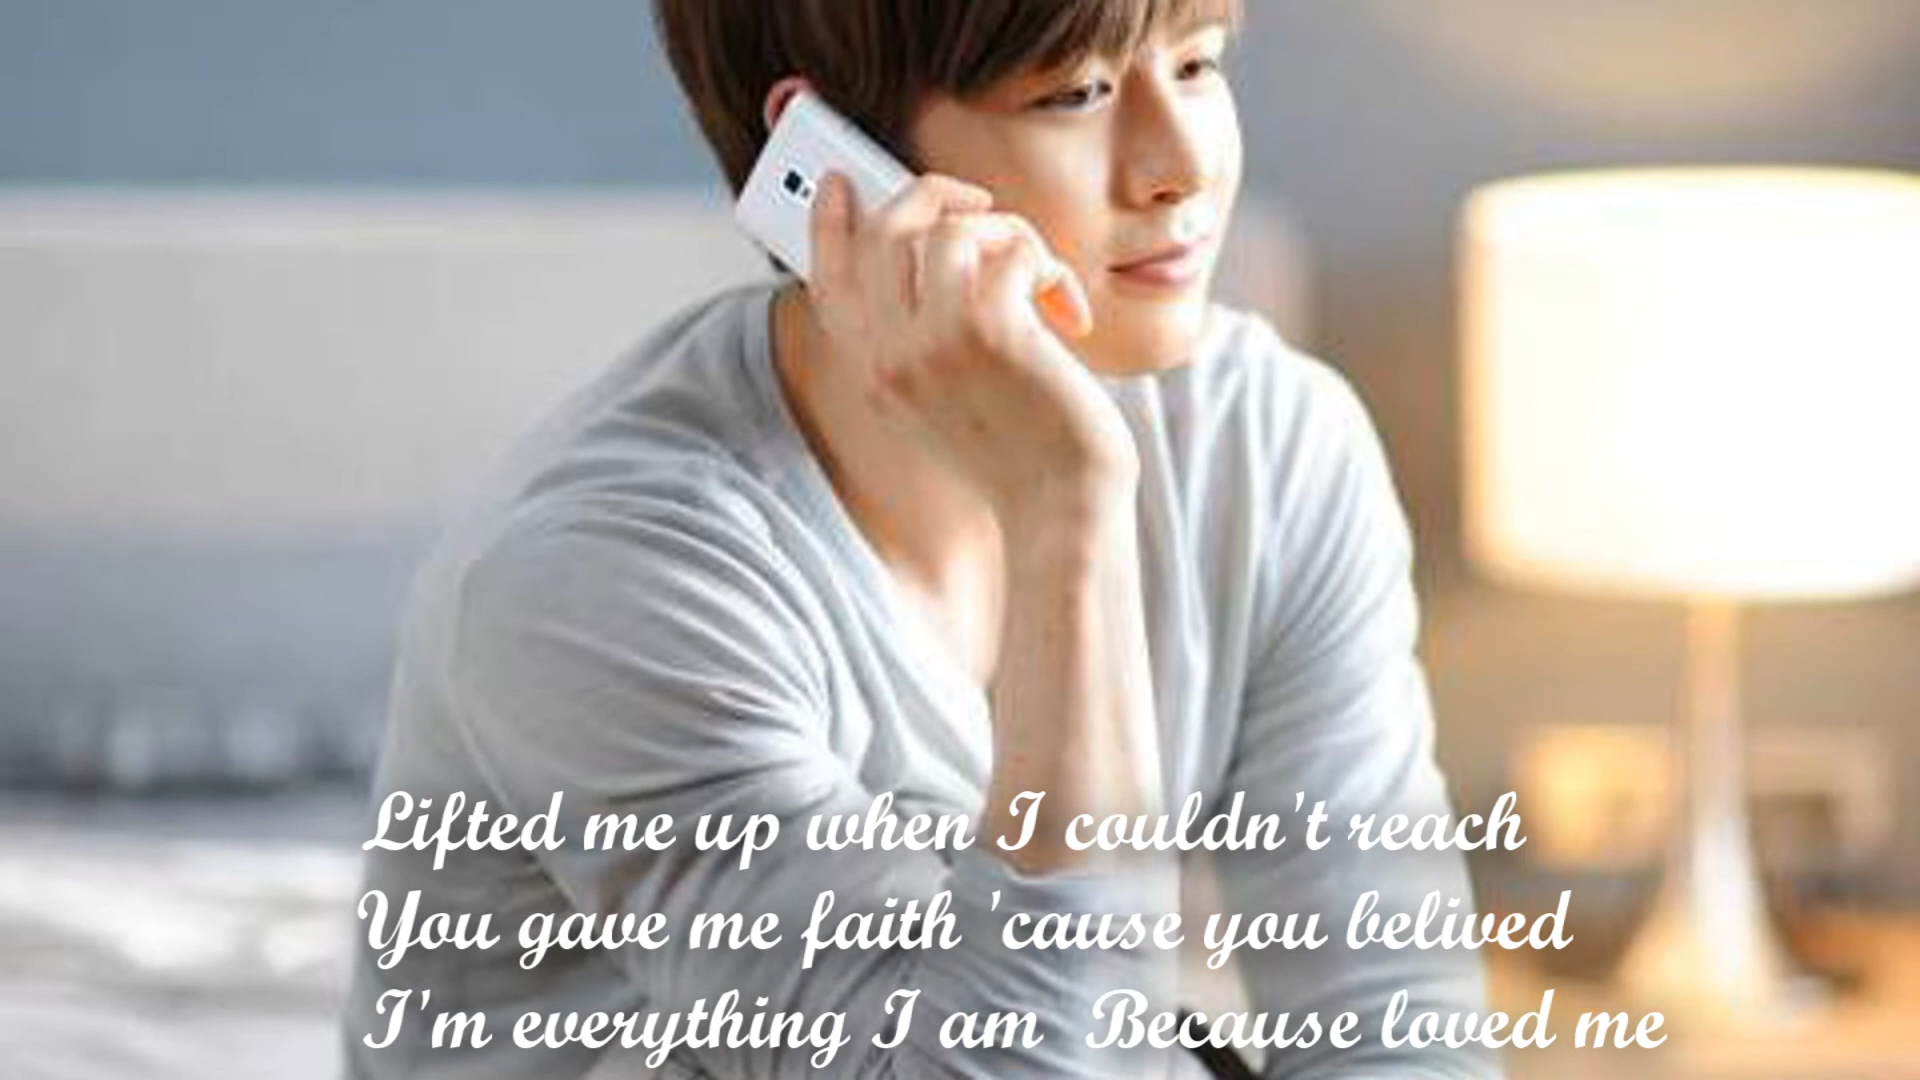 Lifted me up when I couldn't reach
You gave me faith 'cause you belived
I'm everything I am Because loved me